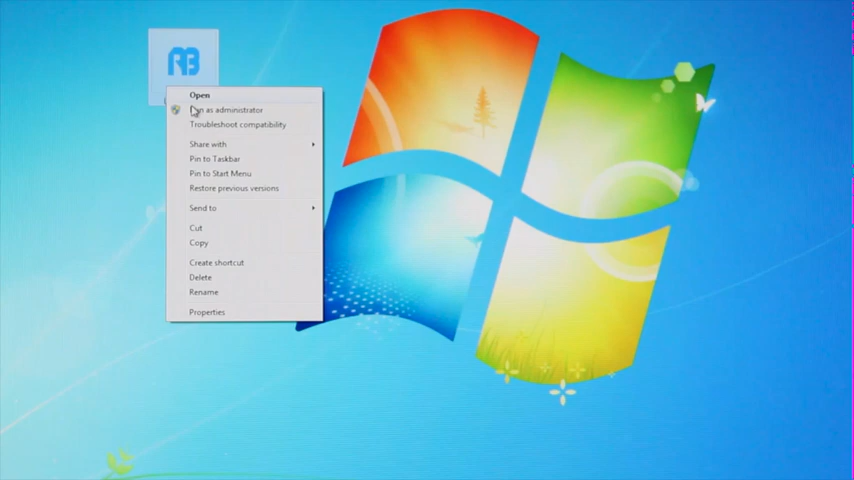 RB
Open
as administrator
Troubleshoot compatibility
Share with
Pin to Taskbar
Pin to Start Menu
Restore previous versions
Send to
Cut
Copy
Create shortcut
Delete
Rename
Properties